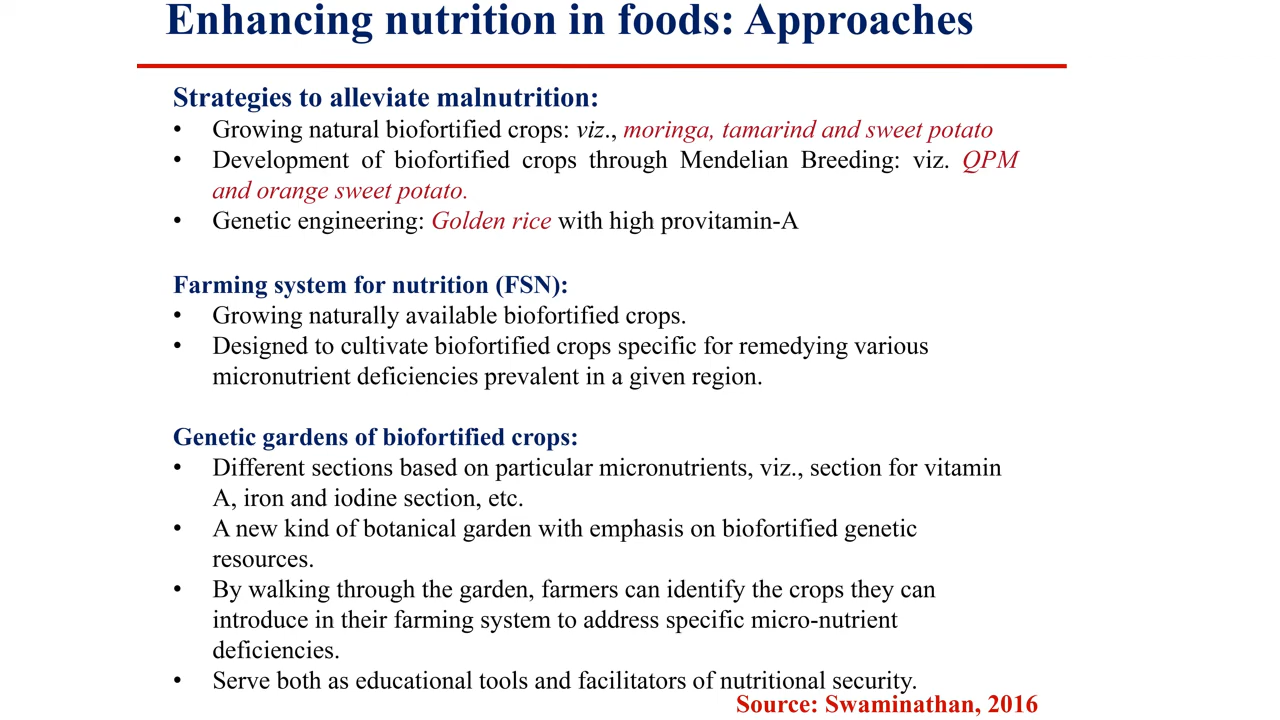 Enhancing nutrition in foods: Approaches
Strategies to alleviate malnutrition:
• Growing natural biofortified crops: viz., moringa, tamarind and sweet potato
• Development of biofortified crops through Mendelian Breeding: viz. QPM
and orange sweet potato.
• Genetic engineering: Golden rice with high provitamin-A
Farming system for nutrition (FSN):
• Growing naturally available biofortified crops.
• Designed to cultivate biofortified crops specific for remedying various
micronutrient deficiencies prevalent in a given region.
Genetic gardens of biofortified crops:
• Different sections based on particular micronutrients, viz., section for vitamin
A, iron and iodine section, etc.
• A new kind of botanical garden with emphasis on biofortified genetic
resources.
• By walking through the garden, farmers can identify the crops they can
introduce in their farming system to address specific micro-nutrient
deficiencies.
• Serve both as educational tools and facilitators of nutritional security.
Source: Swaminathan, 2016